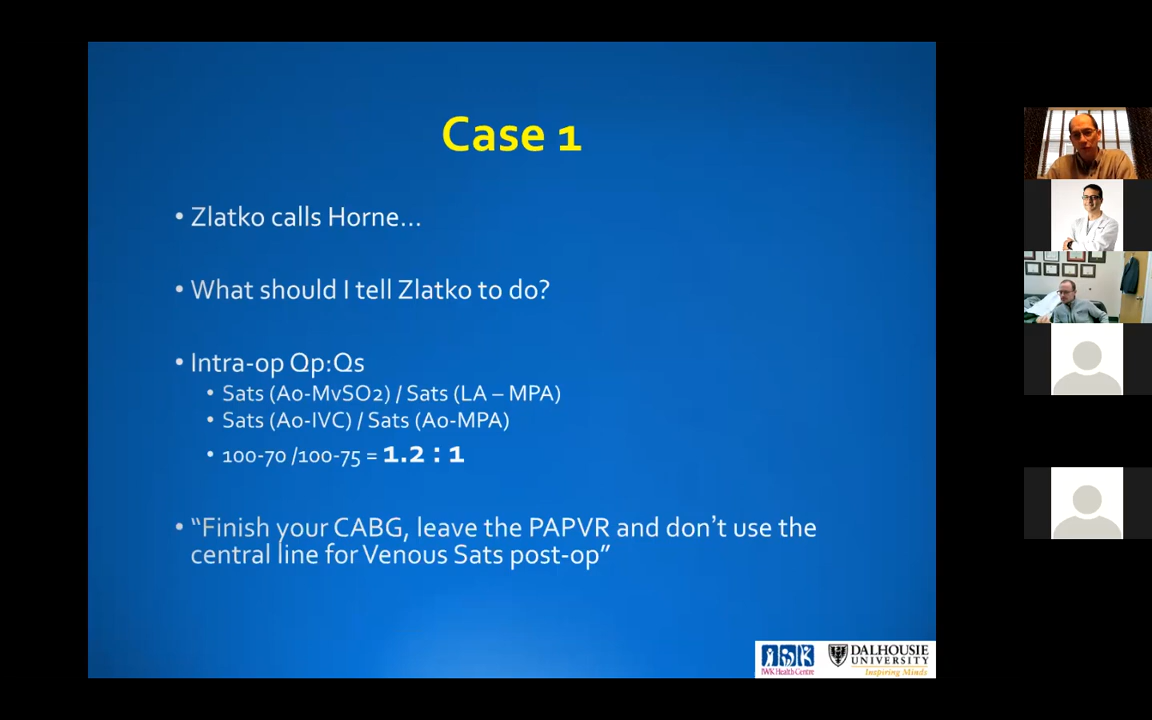 Case 1
• Zlatko calls Horne…
• What should I tell Zlatko to do?
• Intra-op Qp:Qs
• Sats (Ao-MvSO2) / Sats (LA – MPA)
• Sats (Ao-IVC) / Sats (Ao-MPA)
• 100-70 /100-75 = 1.2 : 1
• “Finish your CABG, leave the PAPVR and don’t use the
central line for Venous Sats post-op”
IWK Health Centre
DALHOUSIE
UNIVERSITY
Inspiring Minds